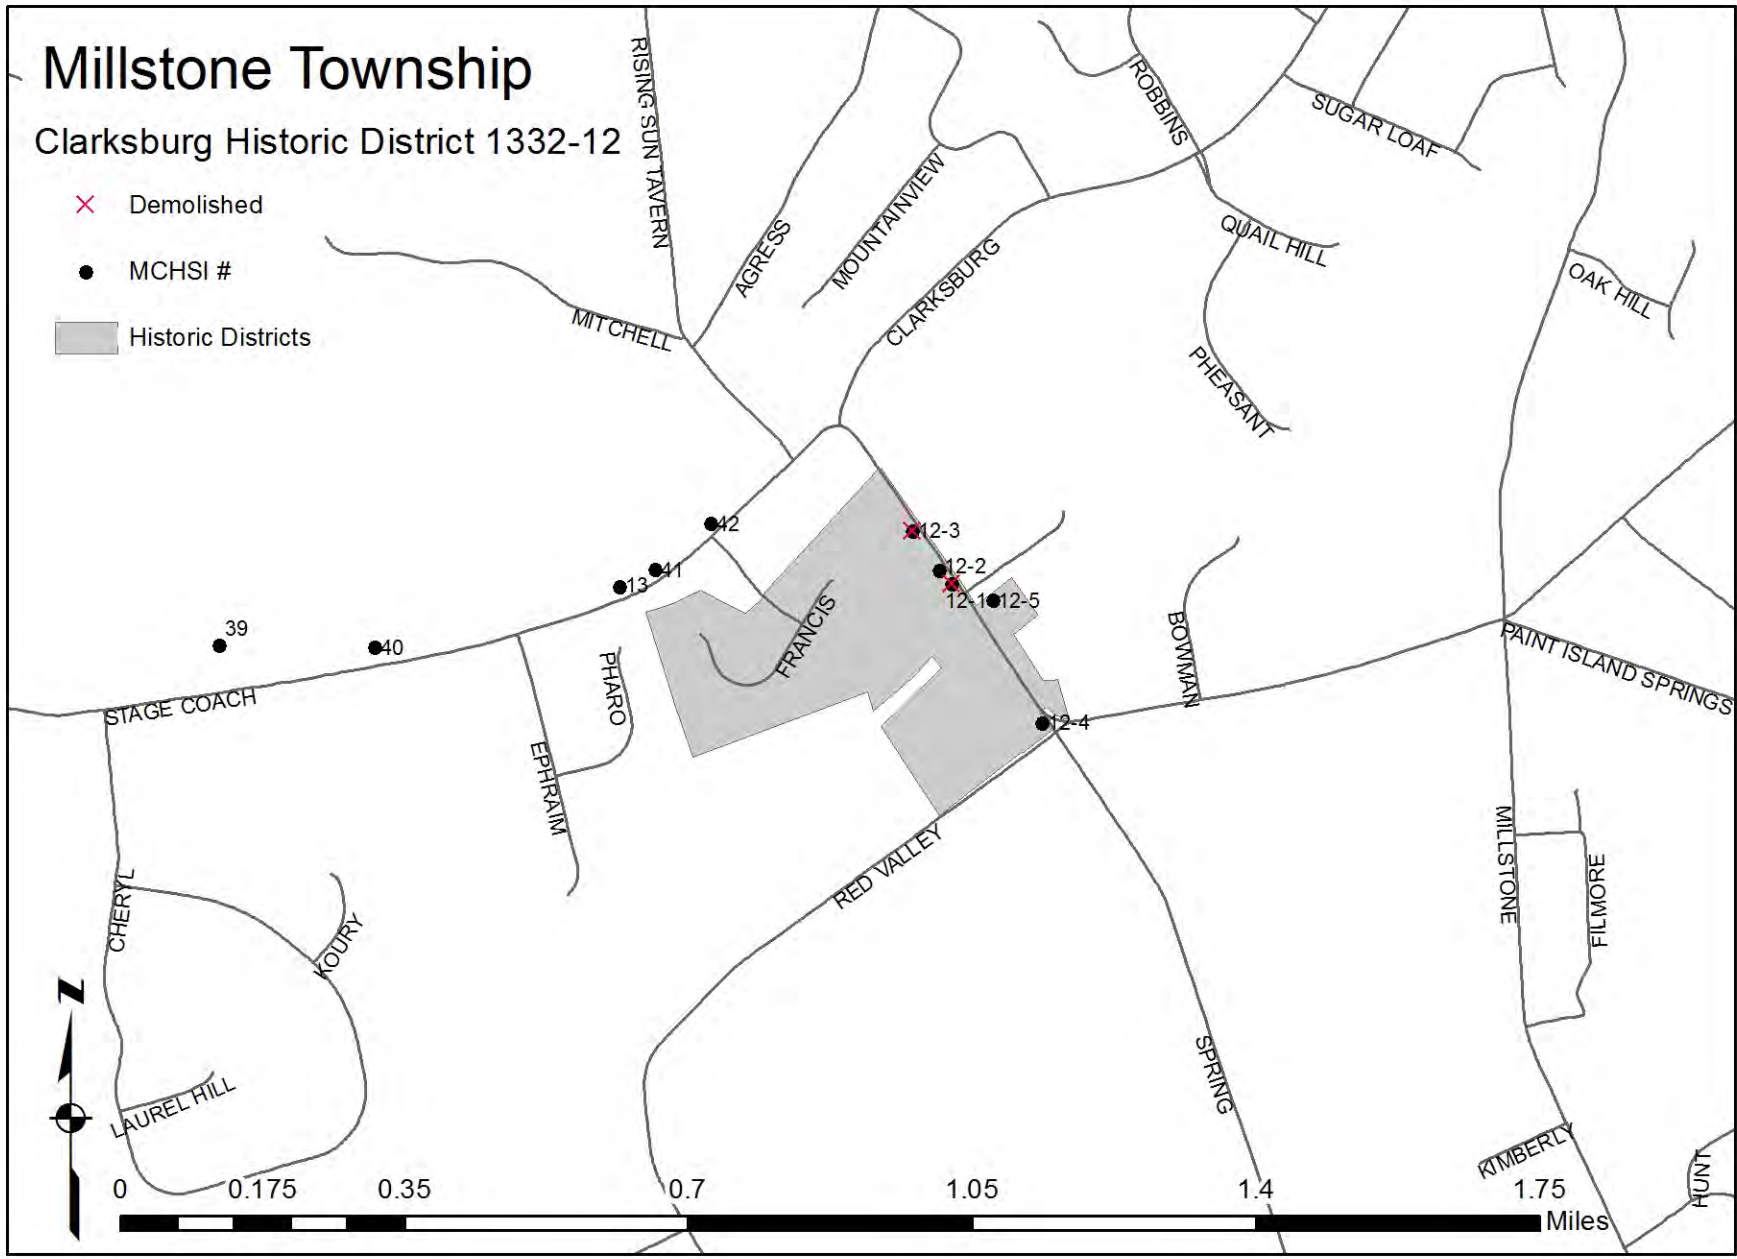 Millstone Township
Clarksburg Historic District 1332-12
Demolished
MCHSI #
Historic Districts
RISING SUN TAVERN
AGRESS
MOUNTAINVIEW
CLARKSBURG
ROBBINS
SUGAR LOAF
QUAIL HILL
PHEASANT
OAK HILL
MITCHELL
42
41
13
39
40
12-3
12-2
12-1
12-5
12-4
FRANCIS
PHARO
EPHRAIM
STAGE COACH
BOWMAN
PAINT ISLAND SPRINGS
RED VALLEY
MILLSTONE
FILMORE
CHERYL
KOURY
LAUREL HILL
SPRING
KIMBERLY
HUNT
N
0 0.175 0.35 0.7 1.05 1.4 1.75
Miles